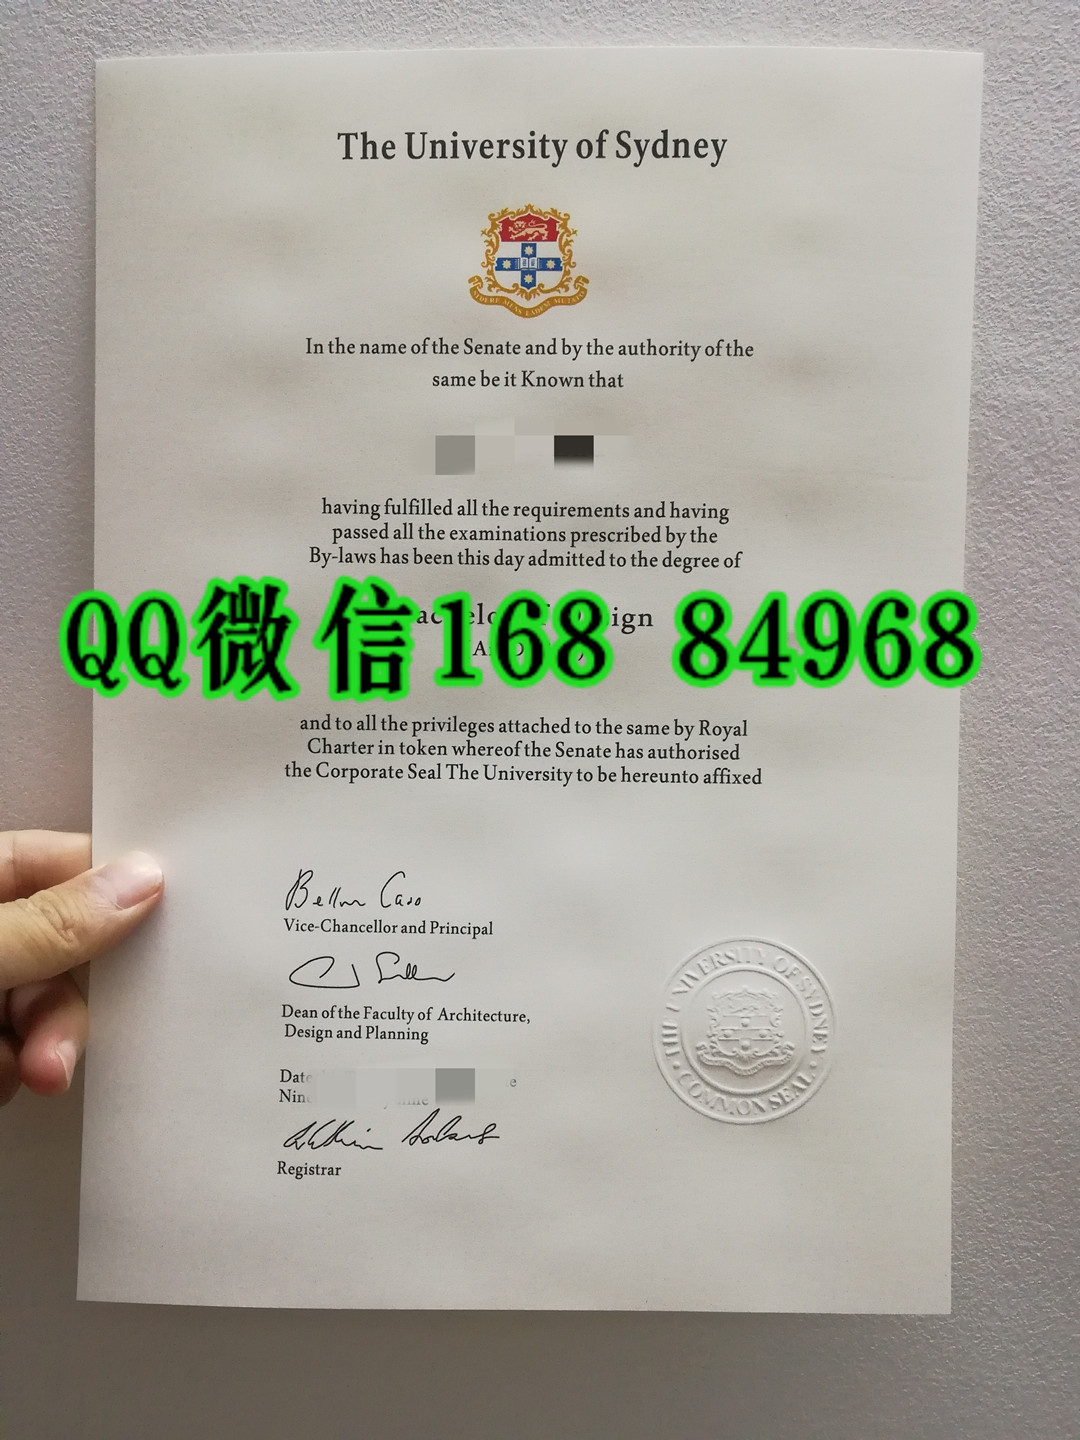 The University of Sydney
SIDERE MENS EADEM MUTATO
In the name of the Senate and by the authority of the
same be it Known that
having fulfilled all the requirements and having
passed all the examinations prescribed by the
By-laws has been this day admitted to the degree of
QQ微信168 84968
and to all the privileges attached to the same by Royal
Charter in token whereof the Senate has authorised
the Corporate Seal The University to be hereunto affixed
Vice-Chancellor and Principal
Dean of the Faculty of Architecture,
Design and Planning
Registrar
THE UNIVERSITY OF SYDNEY
COMMON SEAL